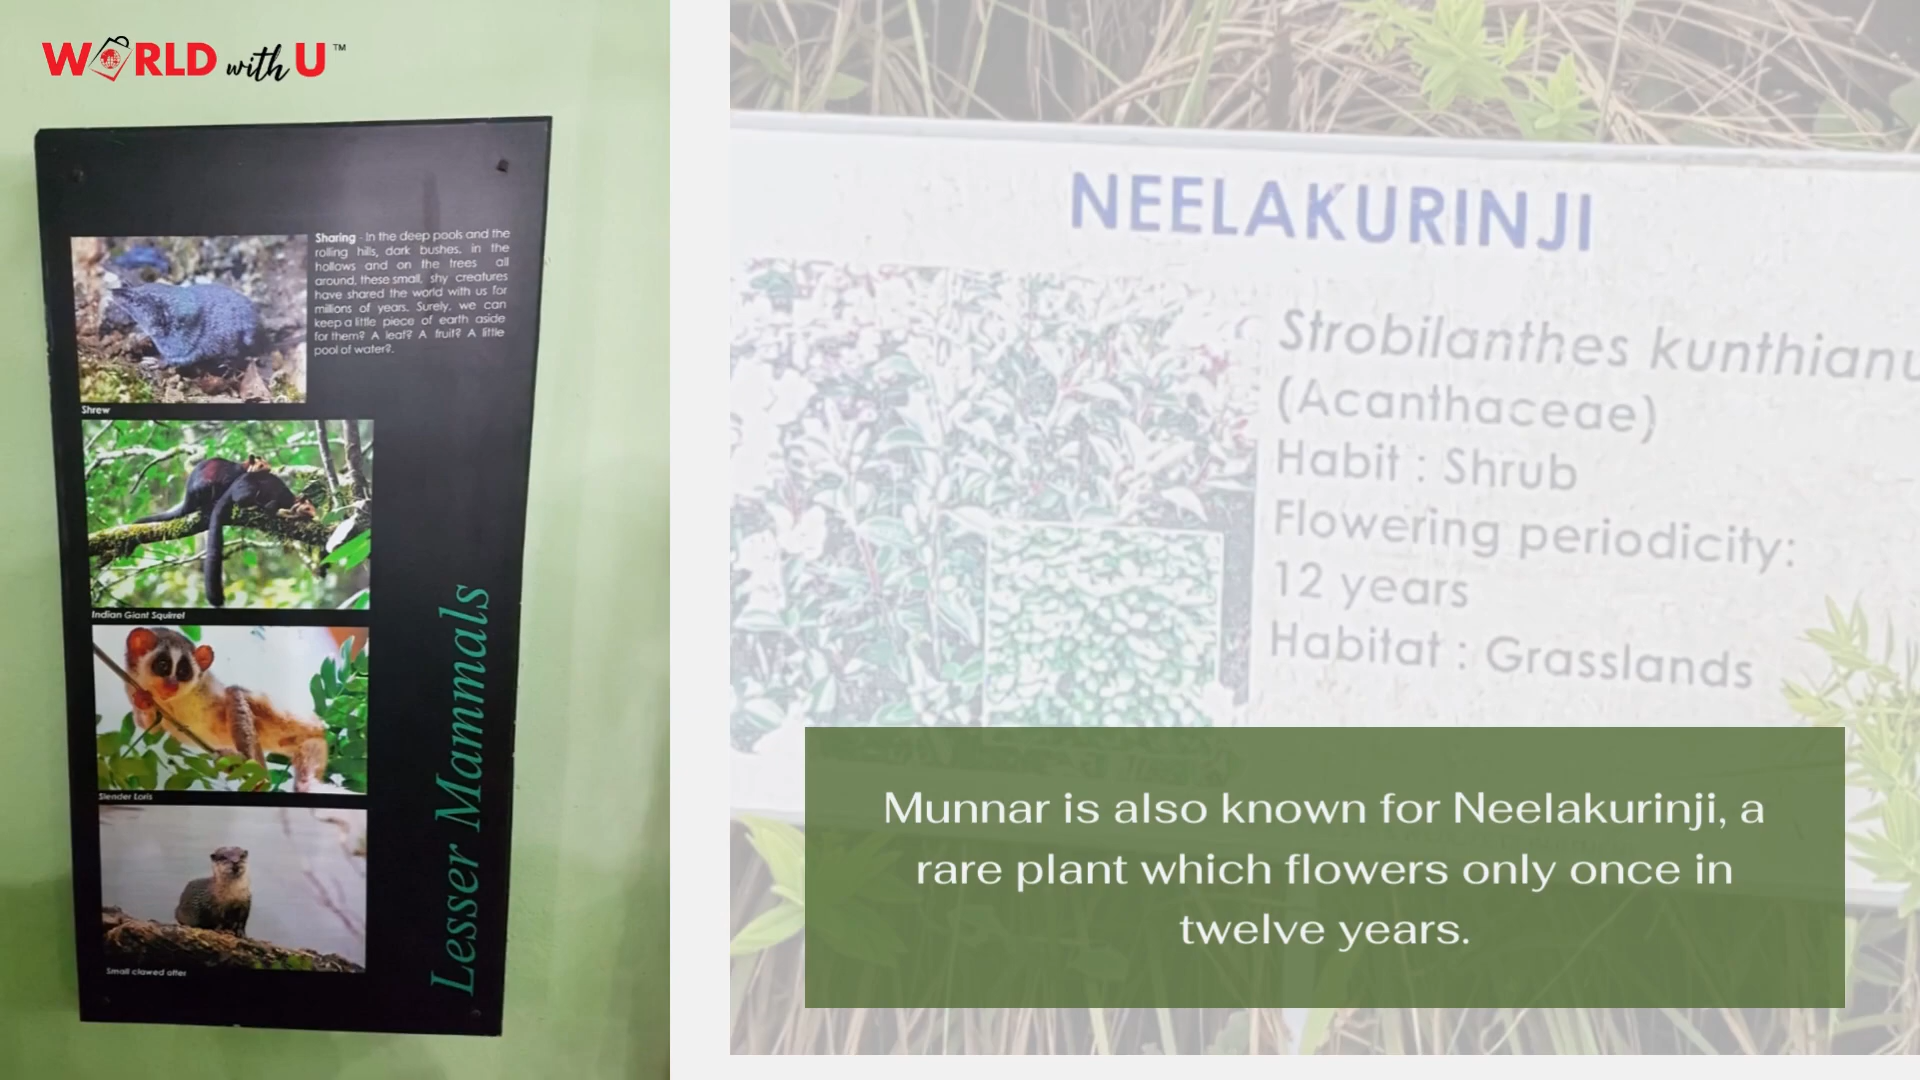 WORLD with U™
Sharing - In the deep pools and the
rolling hills, dark bushes, in the
hollows and on the trees all
around, these small, shy creatures
have shared the world with us for
millions of years. Surely, we can
keep a little piece of earth aside
for them? A leaf? A fruit? A little
pool of water?.
Shrew
Indian Giant Squirrel
Slender Loris
Small clawed otter
Lesser Mammals
NEELAKURINJI
Strobilanthes kunthianu
(Acanthaceae)
Habit : Shrub
Flowering periodicity:
12 years
Habitat : Grasslands
Munnar is also known for Neelakurinji, a
rare plant which flowers only once in
twelve years.